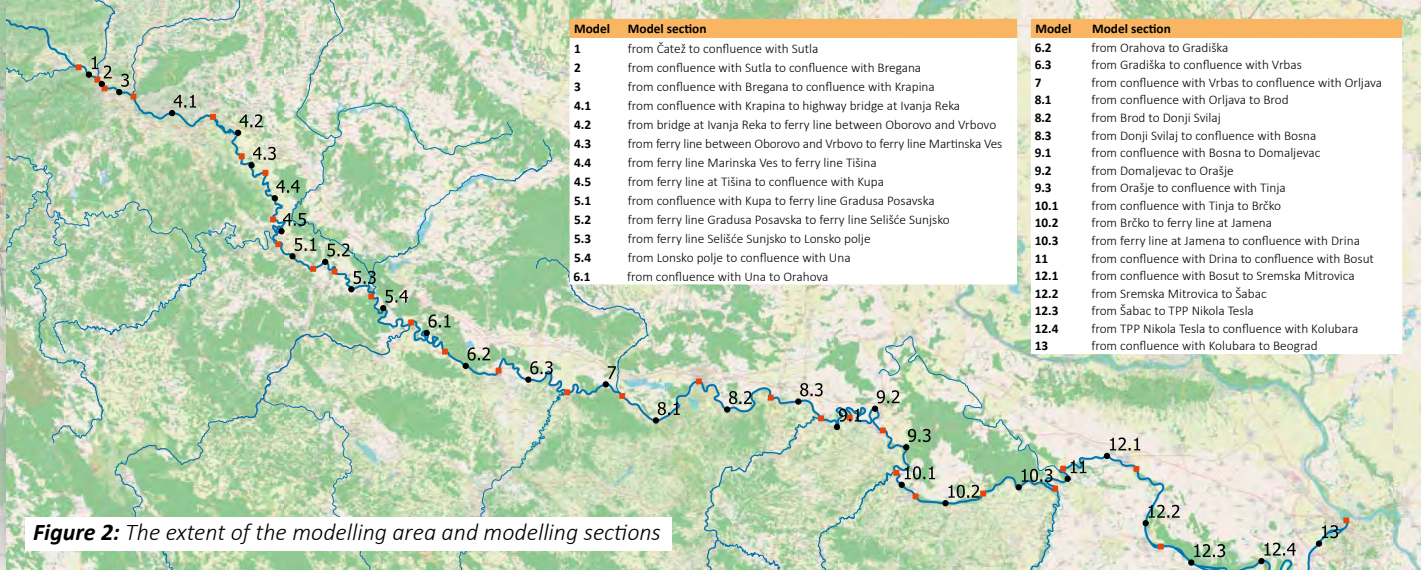 Model Model section
1 from Čatež to confluence with Sutla
2 from confluence with Sutla to confluence with Bregana
3 from confluence with Bregana to confluence with Krapina
4.1 from confluence with Krapina to highway bridge at Ivanja Reka
4.2 from bridge at Ivanja Reka to ferry line between Oborovo and Vrbovo
4.3 from ferry line between Oborovo and Vrbovo to ferry line Martinska Ves
4.4 from ferry line Marinska Ves to ferry line Tišina
4.5 from ferry line at Tišina to confluence with Kupa
5.1 from confluence with Kupa to ferry line Gradusa Posavska
5.2 from ferry line Gradusa Posavska to ferry line Selišće Sunjsko
5.3 from ferry line Selišće Sunjsko to Lonsko polje
5.4 from Lonsko polje to confluence with Una
6.1 from confluence with Una to Orahova
Model Model section
6.2 from Orahova to Gradiška
6.3 from Gradiška to confluence with Vrbas
7 from confluence with Vrbas to confluence with Orljava
8.1 from confluence with Orljava to Brod
8.2 from Brod to Donji Svilaj
8.3 from Donji Svilaj to confluence with Bosna
9.1 from confluence with Bosna to Domaljevac
9.2 from Domaljevac to Orašje
9.3 from Orašje to confluence with Tinja
10.1 from confluence with Tinja to Brčko
10.2 from Brčko to ferry line at Jamena
10.3 from ferry line at Jamena to confluence with Drina
11 from confluence with Drina to confluence with Bosut
12.1 from confluence with Bosut to Sremska Mitrovica
12.2 from Sremska Mitrovica to Šabac
12.3 from Šabac to TPP Nikola Tesla
12.4 from TPP Nikola Tesla to confluence with Kolubara
13 from confluence with Kolubara to Beograd
1
2
3
4.1
4.2
4.3
4.4
4.5
5.1
5.2
5.3
5.4
6.1
6.2
6.3
7
8.1
8.2
8.3
9.1
9.2
9.3
10.1
10.2
10.3
11
12.1
12.2
12.3
12.4
13
Figure 2: The extent of the modelling area and modelling sections